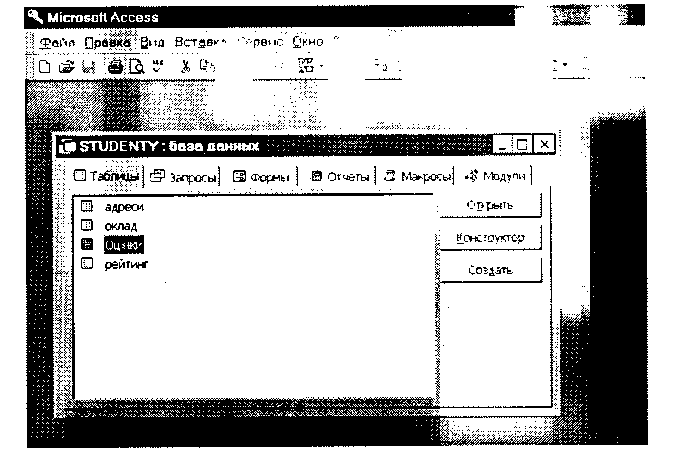 Microsoft Access
Файл Правка Вид Вставка Сервис Окно
STUDENTY : база данных
Таблицы Запросы Формы Отчеты Макросы Модули
адреси
оклад
Оценки
рейтинг
Открыть
Конструктор
Создать